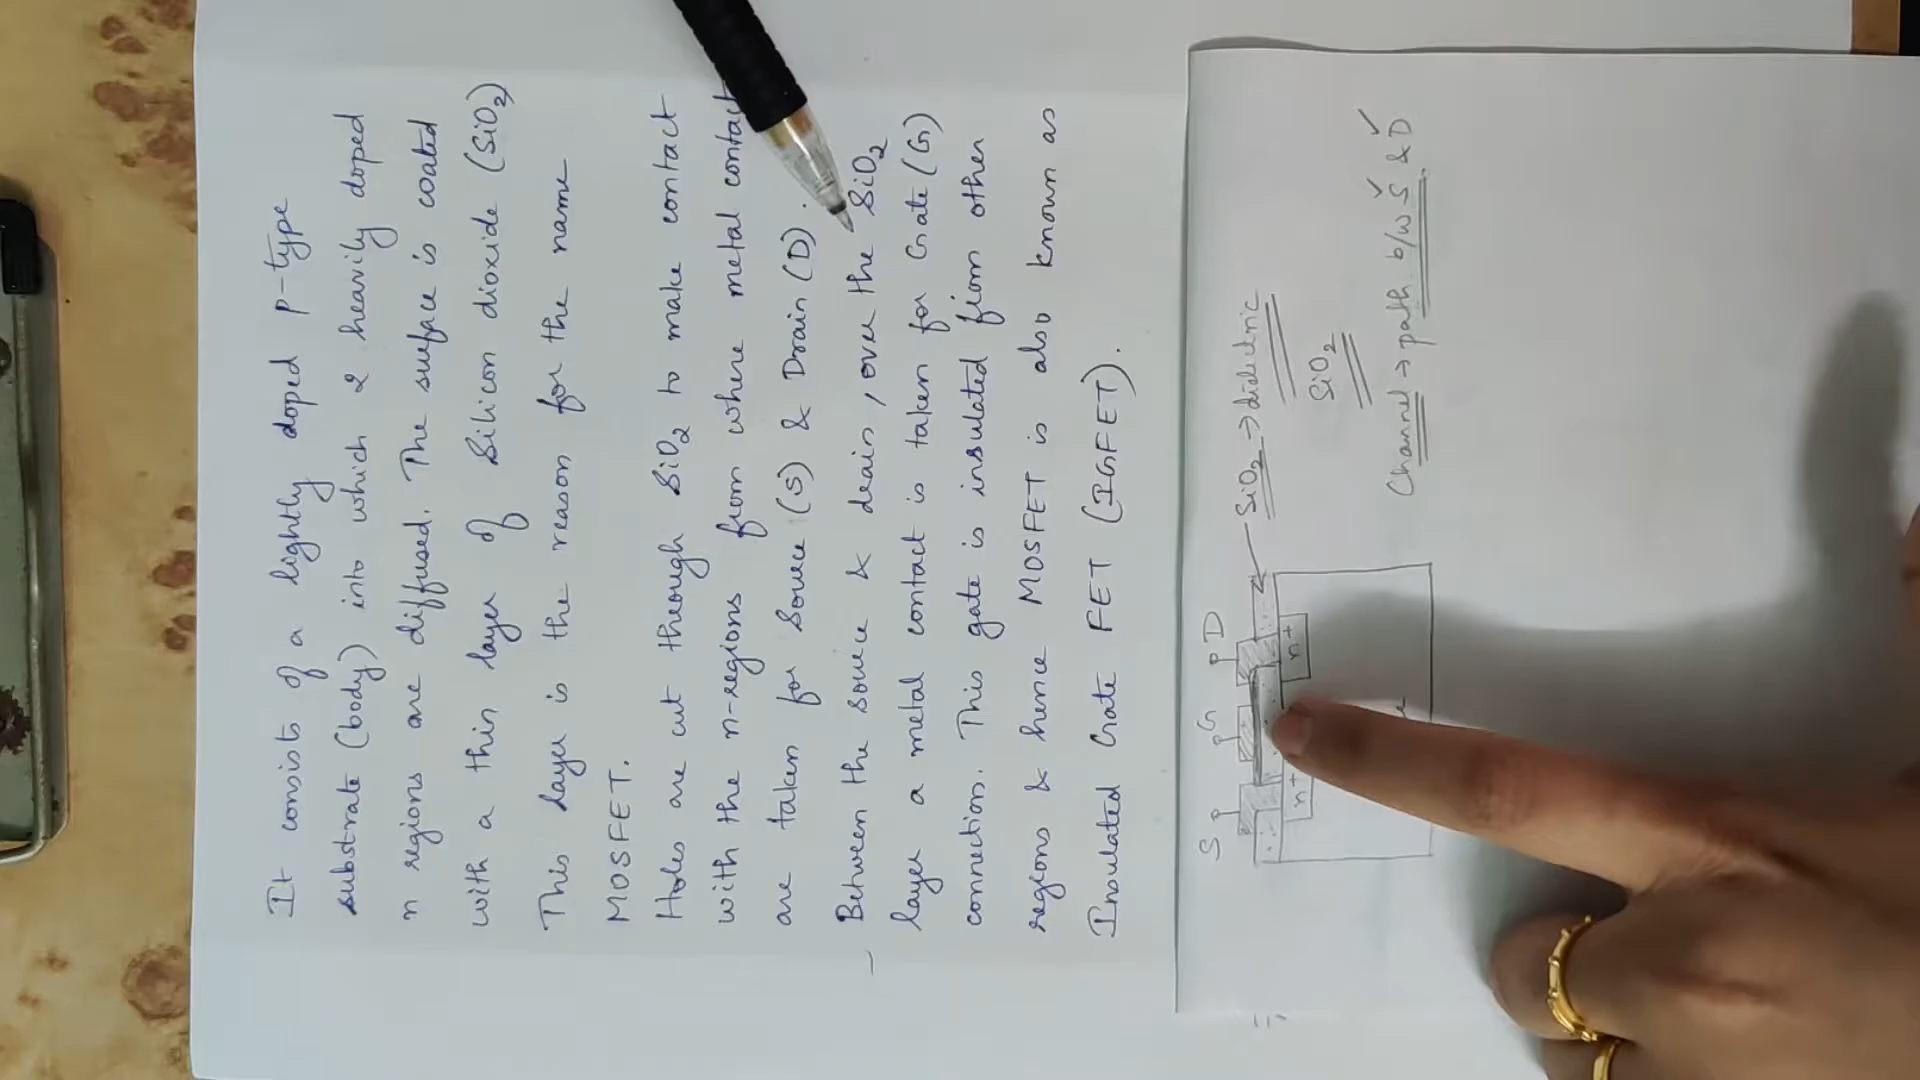 It consists of a lightly doped p-type
substrate (body) into which 2 heavily doped
n regions are diffused. The surface is coated
with a thin layer of Silicon dioxide (SiO2)
This layer is the reason for the name
MOSFET.
Holes are cut through SiO2 to make contact
with the n-regions from where metal contact
are taken for Source (S) & Drain (D).
– Between the source & drain, over the SiO2
layer a metal contact is taken for Gate (G)
connection. This gate is insulated from other
regions & hence MOSFET is also known as
Insulated Gate FET (IGFET).
S G D
SiO2 → dielectric
n+ n+
SiO2
Channel → path b/w S & D